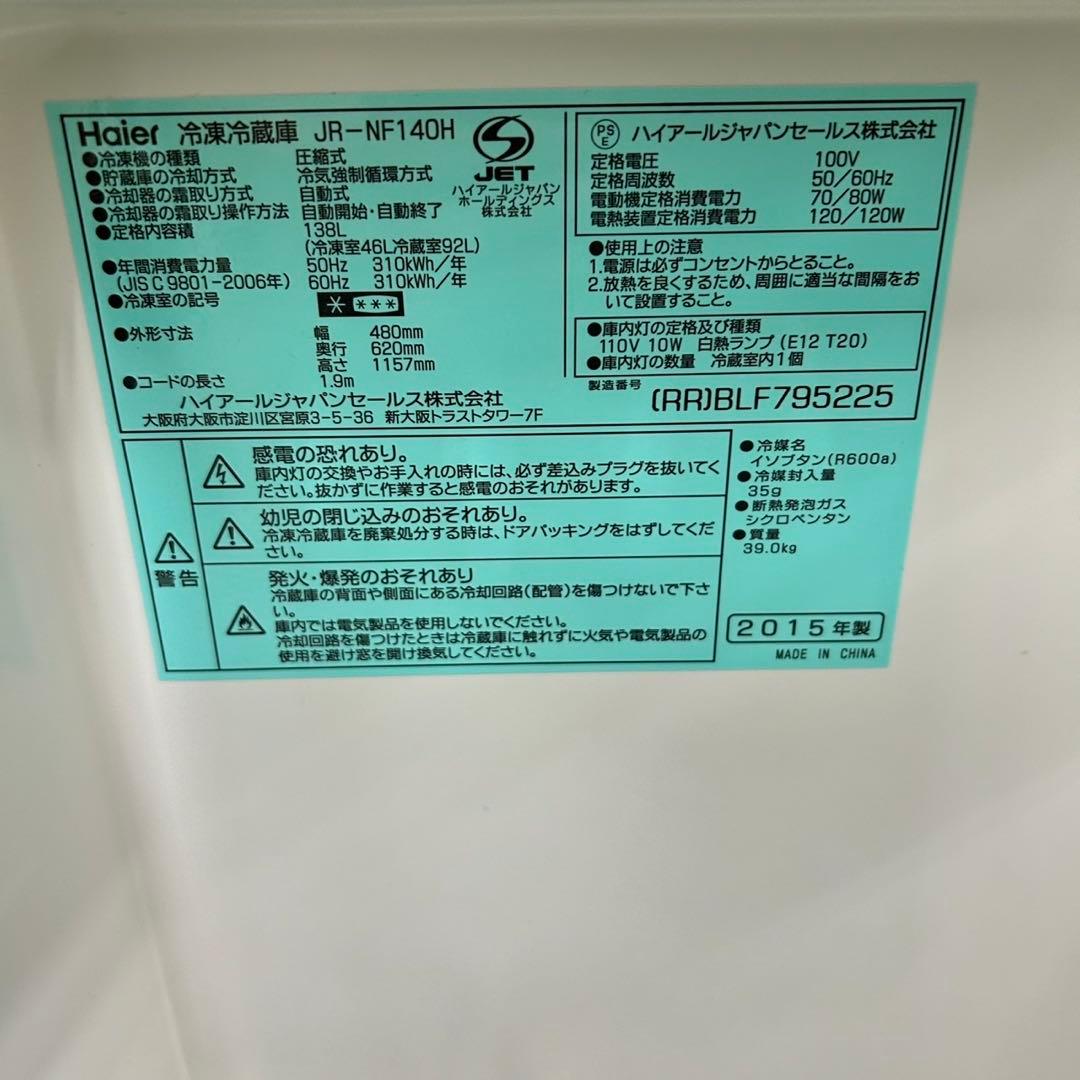 Haier 冷凍冷蔵庫 JR-NF140H
●冷凍機の種類 圧縮式
●貯蔵庫の冷却方式 冷気強制循環方式
●冷却器の霜取り方式 自動式
●冷却器の霜取り操作方法 自動開始・自動終了
●定格内容積 138L
(冷凍室46L冷蔵室92L)
●年間消費電力量 50Hz 310kWh/年
(JIS C 9801-2006年) 60Hz 310kWh/年
●冷凍室の記号 * ***
●外形寸法 幅 480mm
奥行 620mm
高さ 1157mm
●コードの長さ 1.9m
ハイアールジャパンセールス株式会社
大阪府大阪市淀川区宮原3-5-36 新大阪トラストタワー7F
JET
ハイアールジャパン
ホールディングス
株式会社
PS
E
ハイアールジャパンセールス株式会社
定格電圧 100V
定格周波数 50/60Hz
電動機定格消費電力 70/80W
電熱装置定格消費電力 120/120W
●使用上の注意
1.電源は必ずコンセントからとること。
2.放熱を良くするため、周囲に適当な間隔をお
いて設置すること。
●庫内灯の定格及び種類
110V 10W 白熱ランプ (E12 T20)
●庫内灯の数量 冷蔵室内1個
製造番号 (RR)BLF795225
警告
感電の恐れあり。
庫内灯の交換やお手入れの時には、必ず差込みプラグを抜いてく
ださい。抜かずに作業すると感電のおそれがあります。
幼児の閉じ込みのおそれあり。
冷凍冷蔵庫を廃棄処分する時は、ドアパッキングをはずしてくだ
さい。
発火・爆発のおそれあり
冷蔵庫の背面や側面にある冷却回路(配管)を傷つけないで下さ
い。
庫内では電気製品を使用しないでください。
冷却回路を傷つけたときは冷蔵庫に触れずに火気や電気製品の
使用を避け窓を開け換気してください。
●冷媒名
イソブタン(R600a)
●冷媒封入量
35g
●断熱発泡ガス
シクロペンタン
●質量
39.0kg
2015年製
MADE IN CHINA